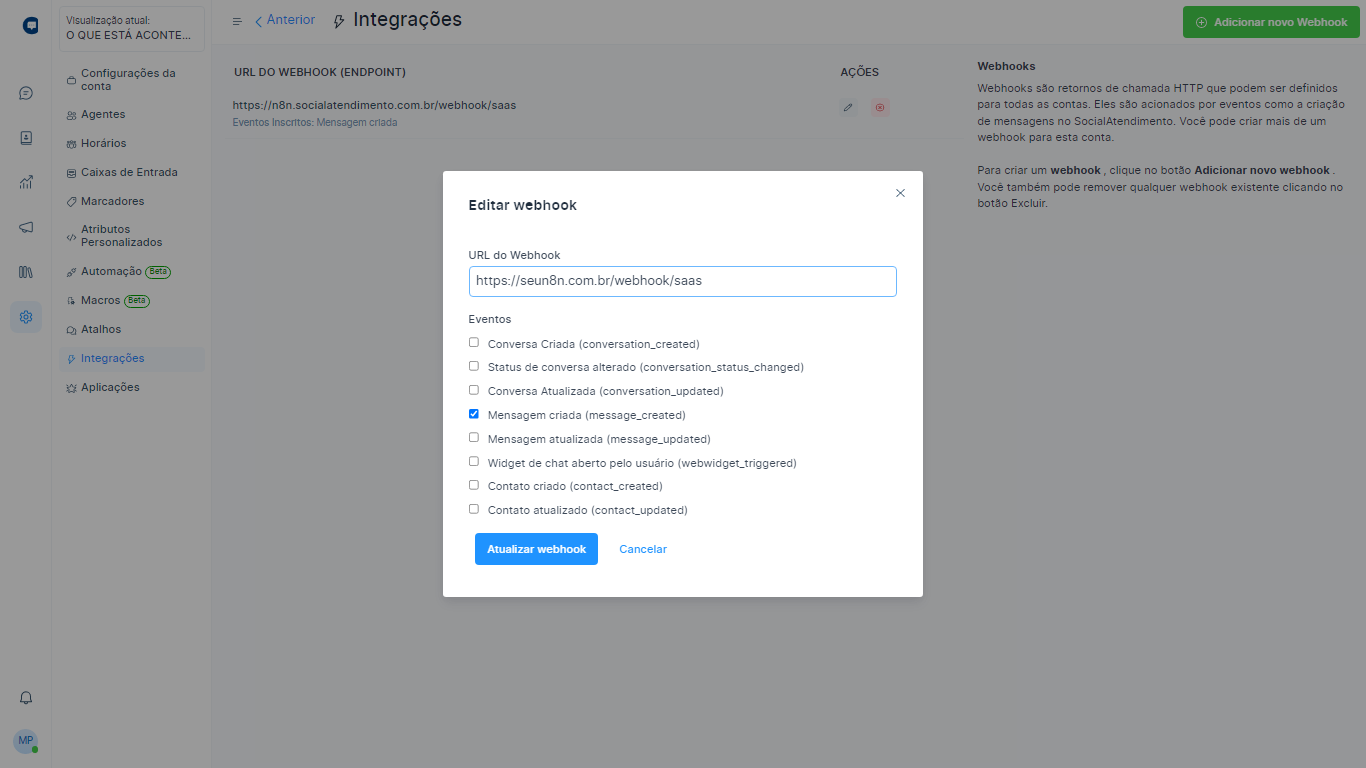 Visualização atual:
O QUE ESTÁ ACONTE...
Configurações da
conta
Agentes
Horários
Caixas de Entrada
Marcadores
Atributos
Personalizados
Automação Beta
Macros Beta
Atalhos
Integrações
Aplicações
MP
Anterior
Integrações
Adicionar novo Webhook
URL DO WEBHOOK (ENDPOINT)
AÇÕES
https://n8n.socialatendimento.com.br/webhook/saas
Eventos Inscritos: Mensagem criada
Webhooks
Webhooks são retornos de chamada HTTP que podem ser definidos
para todas as contas. Eles são acionados por eventos como a criação
de mensagens no SocialAtendimento. Você pode criar mais de um
webhook para esta conta.
Para criar um webhook , clique no botão Adicionar novo webhook .
Você também pode remover qualquer webhook existente clicando no
botão Excluir.
Editar webhook
URL do Webhook
https://seun8n.com.br/webhook/saas
Eventos
Conversa Criada (conversation_created)
Status de conversa alterado (conversation_status_changed)
Conversa Atualizada (conversation_updated)
Mensagem criada (message_created)
Mensagem atualizada (message_updated)
Widget de chat aberto pelo usuário (webwidget_triggered)
Contato criado (contact_created)
Contato atualizado (contact_updated)
Atualizar webhook
Cancelar